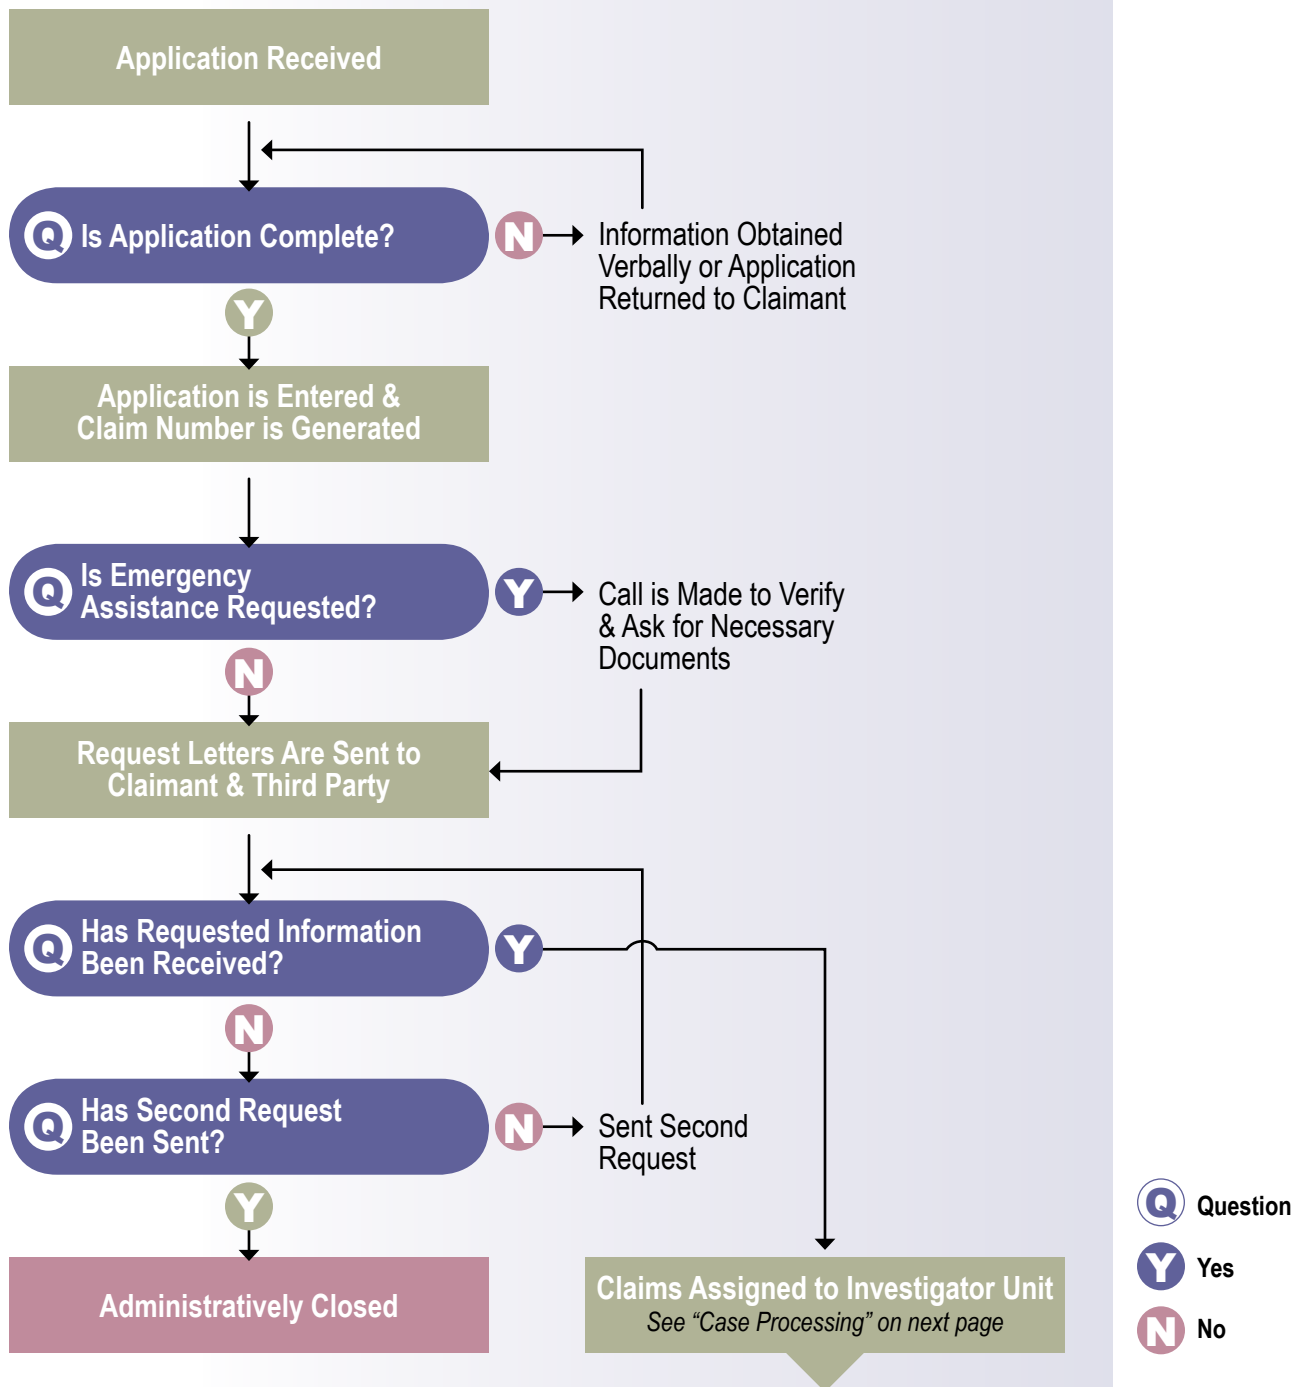 Application Received
Q Is Application Complete?
N
Information Obtained
Verbally or Application
Returned to Claimant
Y
Application is Entered &
Claim Number is Generated
Q Is Emergency
Assistance Requested?
Y
Call is Made to Verify
& Ask for Necessary
Documents
N
Request Letters Are Sent to
Claimant & Third Party
Q Has Requested Information
Been Received?
Y
N
Q Has Second Request
Been Sent?
N
Sent Second
Request
Y
Administratively Closed
Claims Assigned to Investigator Unit
See “Case Processing” on next page
Q Question
Y Yes
N No